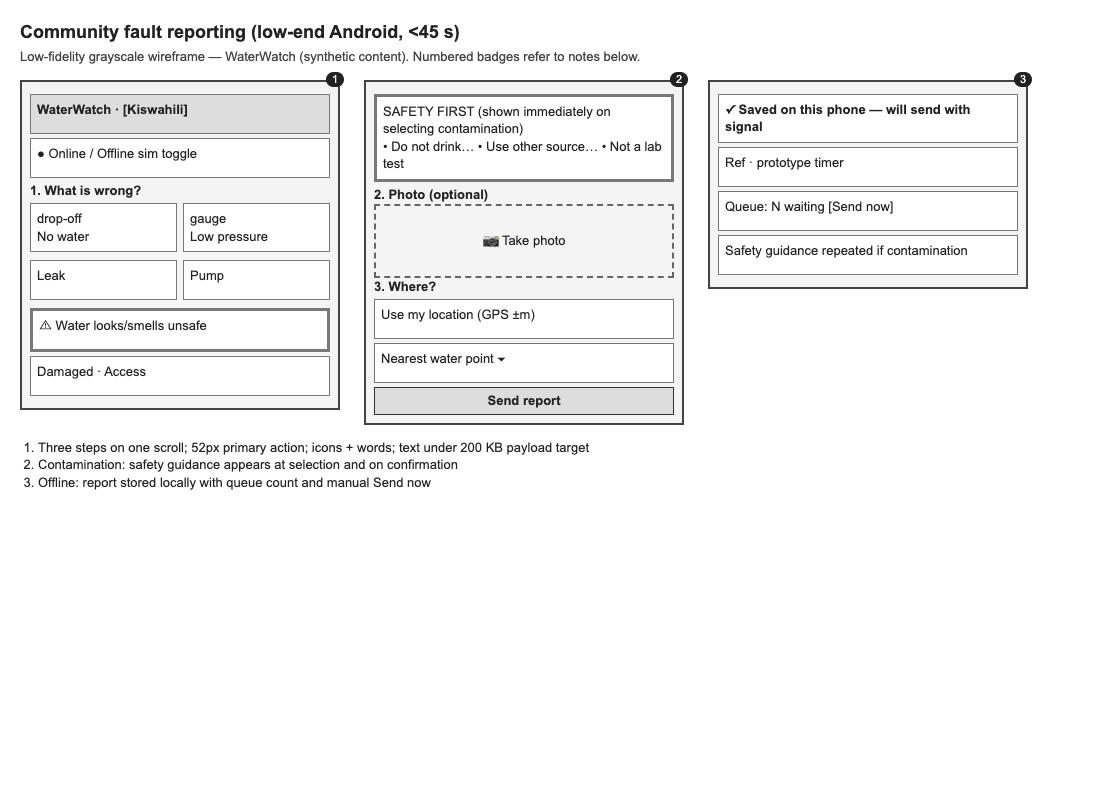 Community fault reporting (low-end Android, <45 s)
Low-fidelity grayscale wireframe — WaterWatch (synthetic content). Numbered badges refer to notes below.
1
WaterWatch · [Kiswahili]
● Online / Offline sim toggle
1. What is wrong?
drop-off
No water
gauge
Low pressure
Leak
Pump
⚠ Water looks/smells unsafe
Damaged · Access
2
SAFETY FIRST (shown immediately on
selecting contamination)
• Do not drink… • Use other source… • Not a lab
test
2. Photo (optional)
📷 Take photo
3. Where?
Use my location (GPS ±m)
Nearest water point ▾
Send report
3
✓ Saved on this phone — will send with
signal
Ref · prototype timer
Queue: N waiting [Send now]
Safety guidance repeated if contamination
1. Three steps on one scroll; 52px primary action; icons + words; text under 200 KB payload target
2. Contamination: safety guidance appears at selection and on confirmation
3. Offline: report stored locally with queue count and manual Send now